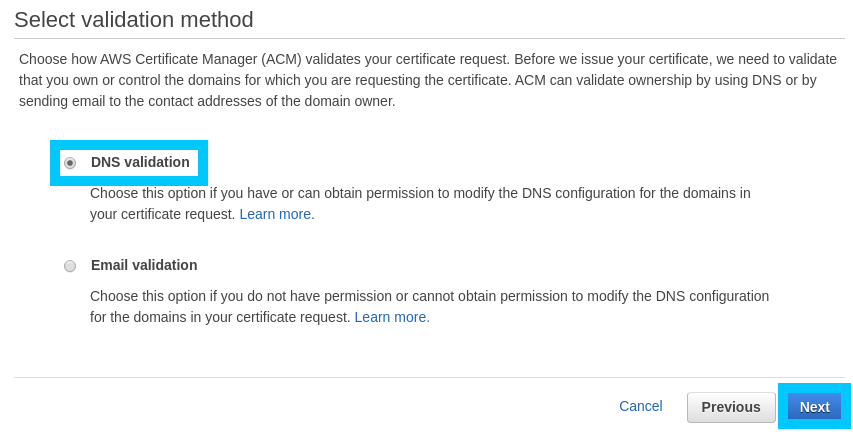 Select validation method
Choose how AWS Certificate Manager (ACM) validates your certificate request. Before we issue your certificate, we need to validate
that you own or control the domains for which you are requesting the certificate. ACM can validate ownership by using DNS or by
sending email to the contact addresses of the domain owner.
DNS validation
Choose this option if you have or can obtain permission to modify the DNS configuration for the domains in
your certificate request. Learn more.
Email validation
Choose this option if you do not have permission or cannot obtain permission to modify the DNS configuration
for the domains in your certificate request. Learn more.
Cancel Previous Next